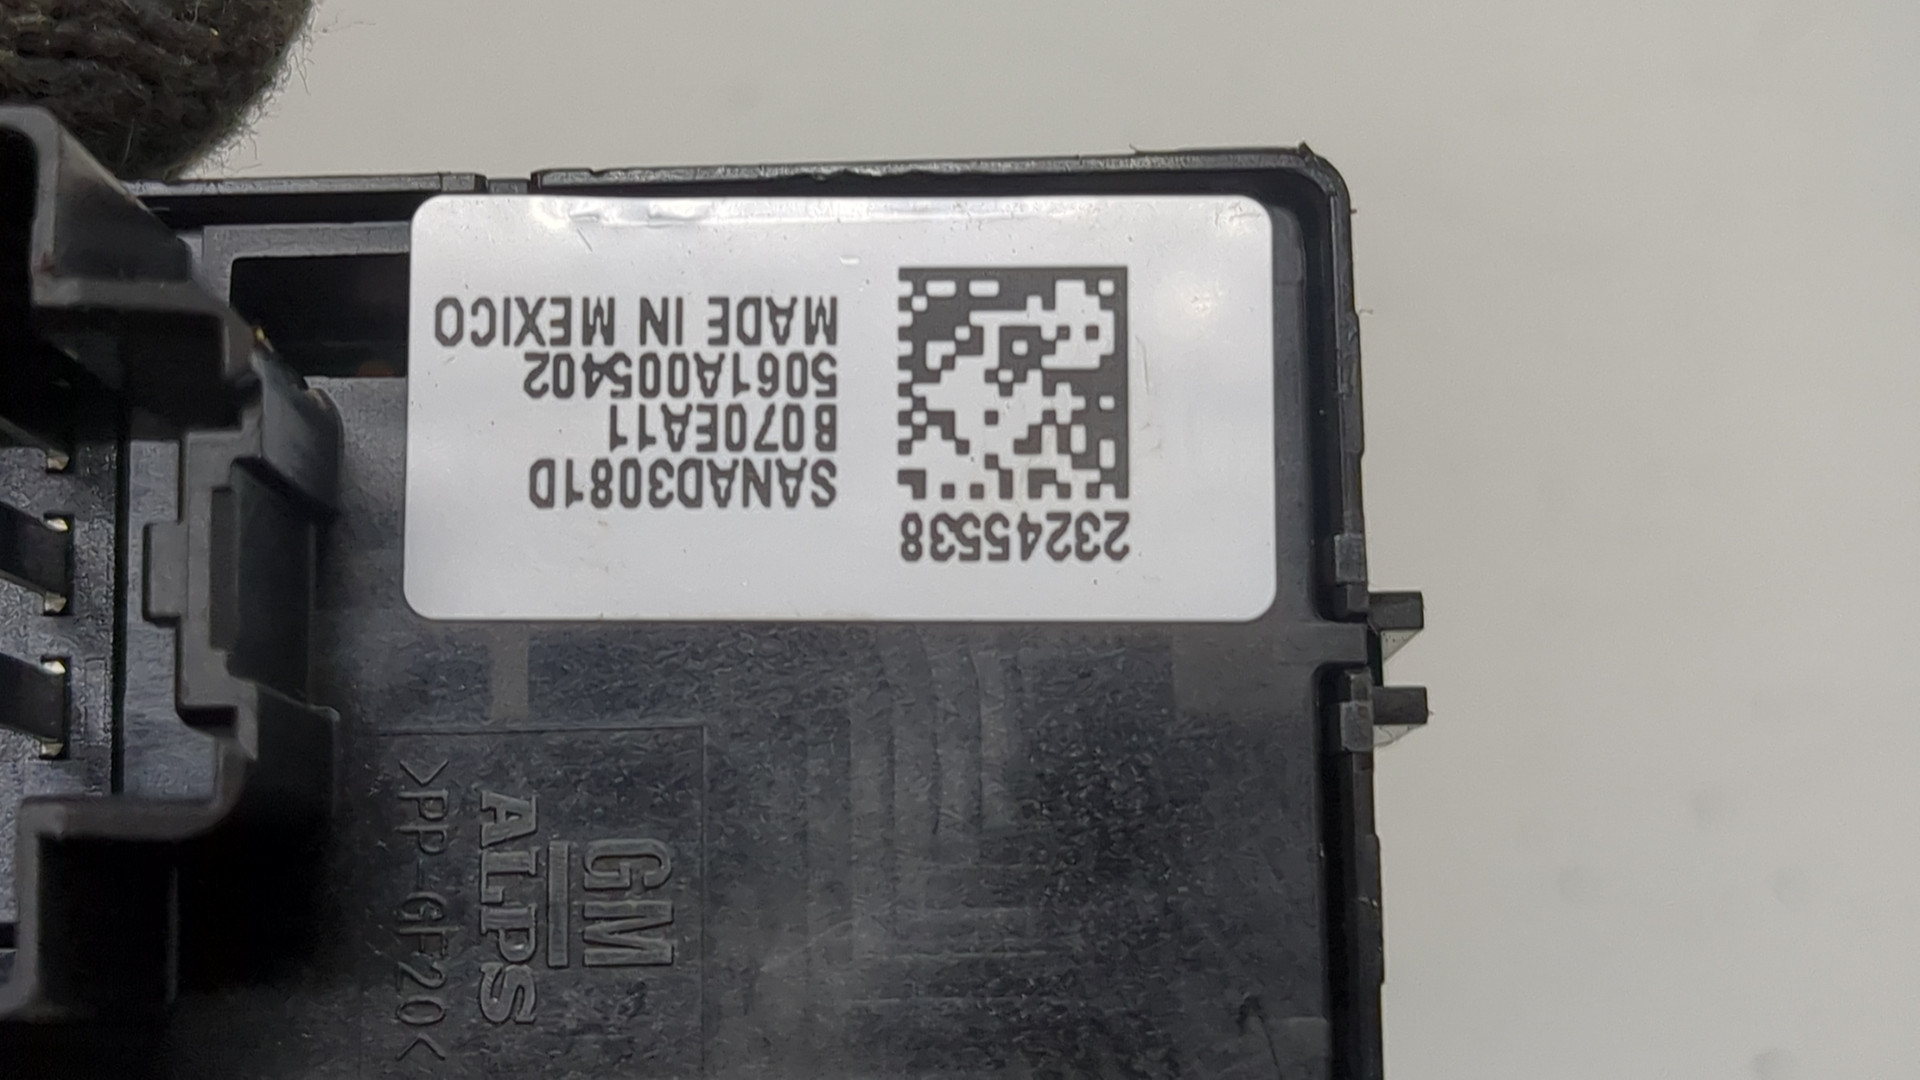 23245538
SANAD3081D
B070EA11
5061A005402
MADE IN MEXICO
GM
ALPS
>PP-GF20<